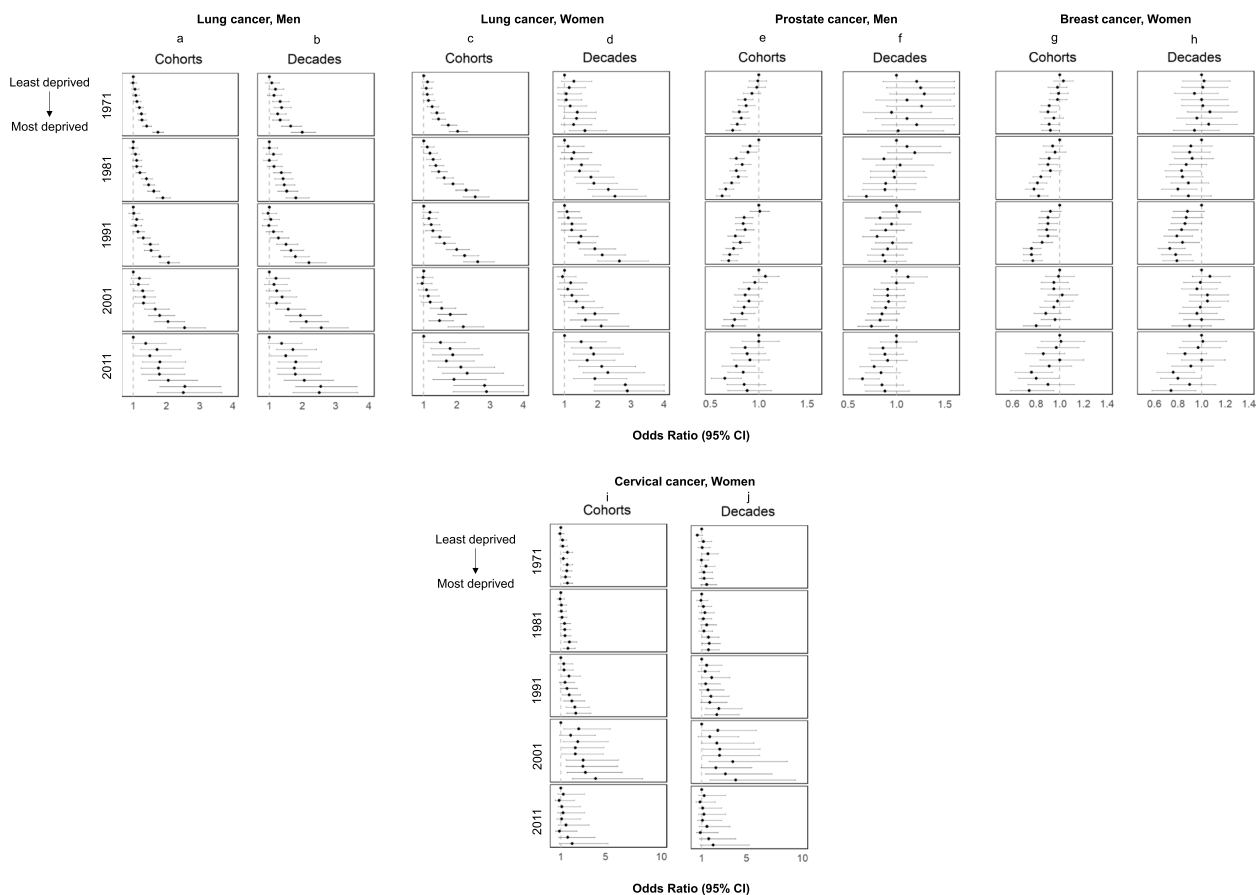 Lung cancer, Men
Lung cancer, Women
Prostate cancer, Men
Breast cancer, Women
a
b
c
d
e
f
g
h
Cohorts
Decades
Cohorts
Decades
Cohorts
Decades
Cohorts
Decades
Least deprived
Most deprived
1971
1981
1991
2001
2011
1 2 3 4
1 2 3 4
1 2 3 4
1 2 3 4
0.5 1.0 1.5
0.5 1.0 1.5
0.6 0.8 1.0 1.2 1.4
0.6 0.8 1.0 1.2 1.4
Odds Ratio (95% CI)
Cervical cancer, Women
i
j
Cohorts
Decades
Least deprived
Most deprived
1971
1981
1991
2001
2011
1 5 10
1 5 10
Odds Ratio (95% CI)